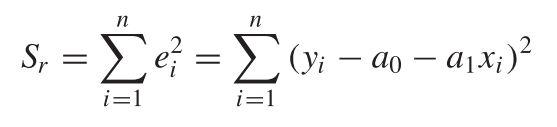 $S_r = \sum_{i=1}^{n} e_i^2 = \sum_{i=1}^{n} (y_i - a_0 - a_1 x_i)^2$